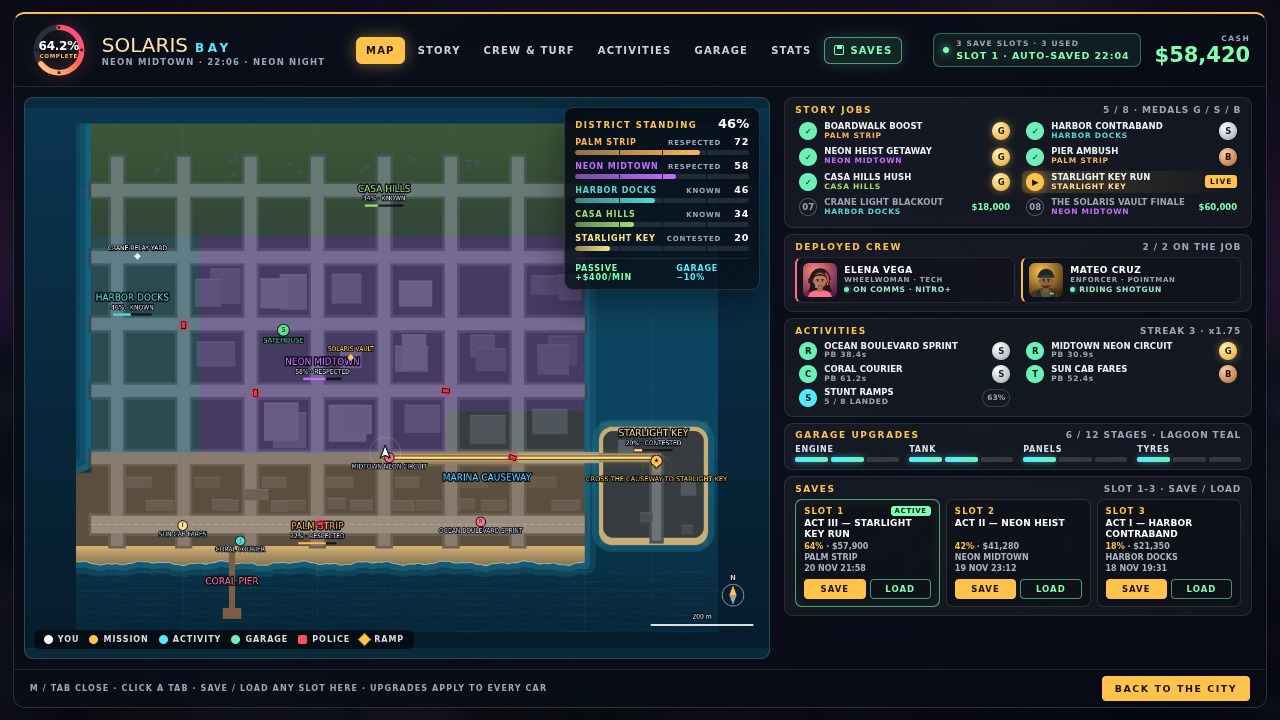 64.2%
COMPLETE
SOLARIS BAY
NEON MIDTOWN · 22:06 · NEON NIGHT
MAP
STORY
CREW & TURF
ACTIVITIES
GARAGE
STATS
SAVES
3 SAVE SLOTS · 3 USED
SLOT 1 · AUTO-SAVED 22:04
CASH
$58,420
DISTRICT STANDING 46%
PALM STRIP RESPECTED 72
NEON MIDTOWN RESPECTED 58
HARBOR DOCKS KNOWN 46
CASA HILLS KNOWN 34
STARLIGHT KEY CONTESTED 20
PASSIVE +$400/MIN
GARAGE −10%
CASA HILLS
34% · KNOWN
CRANE RELAY YARD
HARBOR DOCKS
46% · KNOWN
S
SAFEHOUSE
SOLARIS VAULT
NEON MIDTOWN
58% · RESPECTED
STARLIGHT KEY
20% · CONTESTED
MIDTOWN NEON CIRCUIT
MARINA CAUSEWAY
CROSS THE CAUSEWAY TO STARLIGHT KEY
SUN CAB FARES
PALM STRIP
72% · RESPECTED
OCEAN BOULEVARD SPRINT
CORAL COURIER
CORAL PIER
N
200 m
YOU
MISSION
ACTIVITY
GARAGE
POLICE
RAMP
STORY JOBS
5 / 8 · MEDALS G / S / B
✓ BOARDWALK BOOST G
PALM STRIP
✓ HARBOR CONTRABAND S
HARBOR DOCKS
✓ NEON HEIST GETAWAY G
NEON MIDTOWN
✓ PIER AMBUSH B
PALM STRIP
✓ CASA HILLS HUSH G
CASA HILLS
▶ STARLIGHT KEY RUN LIVE
STARLIGHT KEY
07 CRANE LIGHT BLACKOUT $18,000
HARBOR DOCKS
08 THE SOLARIS VAULT FINALE $60,000
NEON MIDTOWN
DEPLOYED CREW
2 / 2 ON THE JOB
ELENA VEGA
WHEELWOMAN · TECH
ON COMMS · NITRO+
MATEO CRUZ
ENFORCER · POINTMAN
RIDING SHOTGUN
ACTIVITIES
STREAK 3 · x1.75
R OCEAN BOULEVARD SPRINT S
PB 38.4s
R MIDTOWN NEON CIRCUIT G
PB 30.9s
C CORAL COURIER S
PB 61.2s
T SUN CAB FARES B
PB 52.4s
S STUNT RAMPS 63%
5 / 8 LANDED
GARAGE UPGRADES
6 / 12 STAGES · LAGOON TEAL
ENGINE
TANK
PANELS
TYRES
SAVES
SLOT 1-3 · SAVE / LOAD
SLOT 1 ACTIVE
ACT III — STARLIGHT
KEY RUN
64% · $57,900
PALM STRIP
20 NOV 21:58
SAVE LOAD
SLOT 2
ACT II — NEON HEIST
42% · $41,280
NEON MIDTOWN
19 NOV 23:12
SAVE LOAD
SLOT 3
ACT I — HARBOR
CONTRABAND
18% · $21,350
HARBOR DOCKS
18 NOV 19:31
SAVE LOAD
M / TAB CLOSE · CLICK A TAB · SAVE / LOAD ANY SLOT HERE · UPGRADES APPLY TO EVERY CAR
BACK TO THE CITY